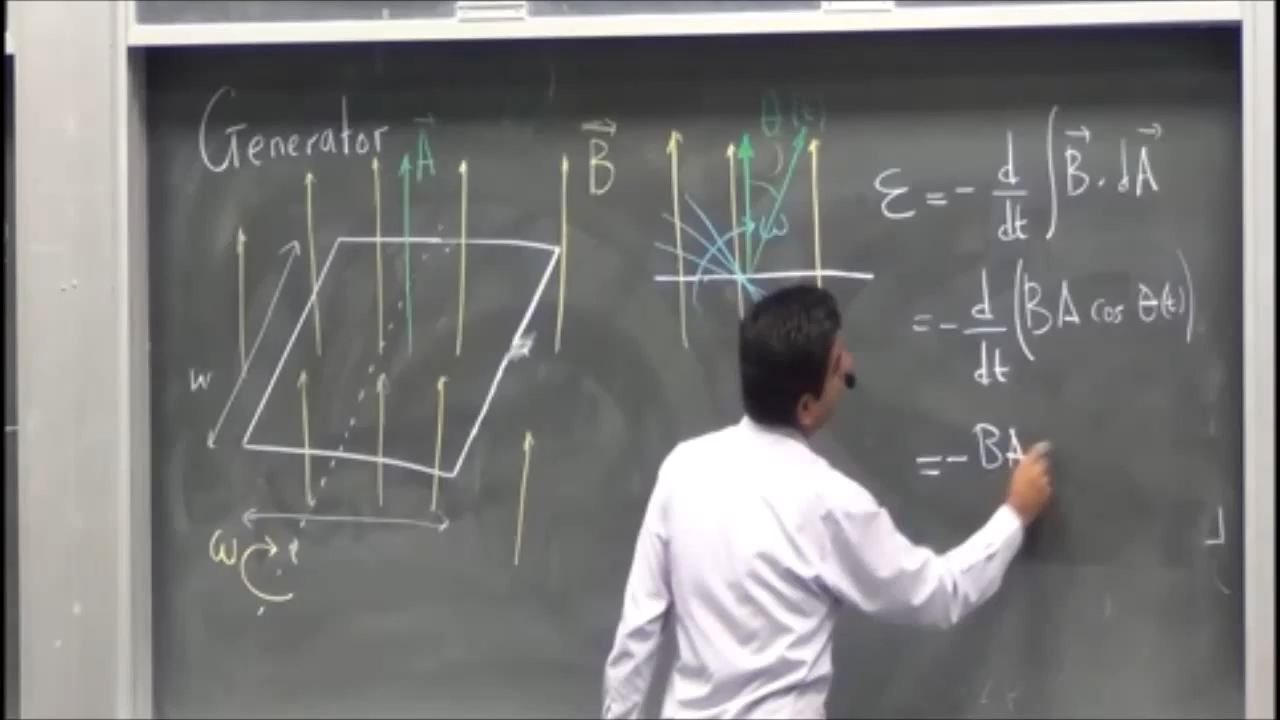 Generator
A⃗
B⃗
w
ω
ℓ
θ(t)
ω
ℰ = - d/dt ∫ B⃗ · dA⃗
= - d/dt (BA cos θ(t))
= - BA